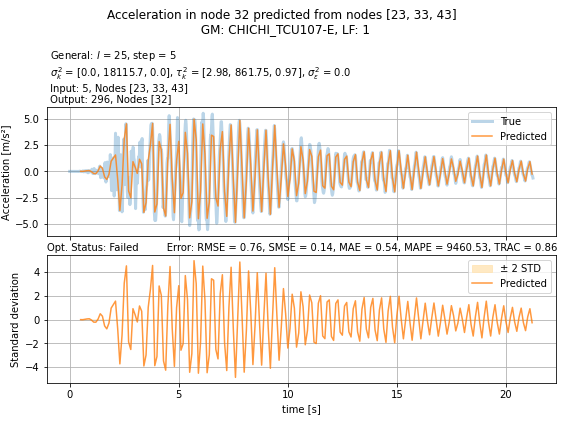 Acceleration in node 32 predicted from nodes [23, 33, 43]
GM: CHICHI_TCU107-E, LF: 1
General: l = 25, step = 5
σ²ₖ = [0.0, 18115.7, 0.0], τ²ₖ = [2.98, 861.75, 0.97], σ²ε = 0.0
Input: 5, Nodes [23, 33, 43]
Output: 296, Nodes [32]
Acceleration [m/s²]
5.0
2.5
0.0
−2.5
−5.0
True
Predicted
Opt. Status: Failed
Error: RMSE = 0.76, SMSE = 0.14, MAE = 0.54, MAPE = 9460.53, TRAC = 0.86
Standard deviation
4
2
0
−2
−4
± 2 STD
Predicted
0
5
10
15
20
time [s]